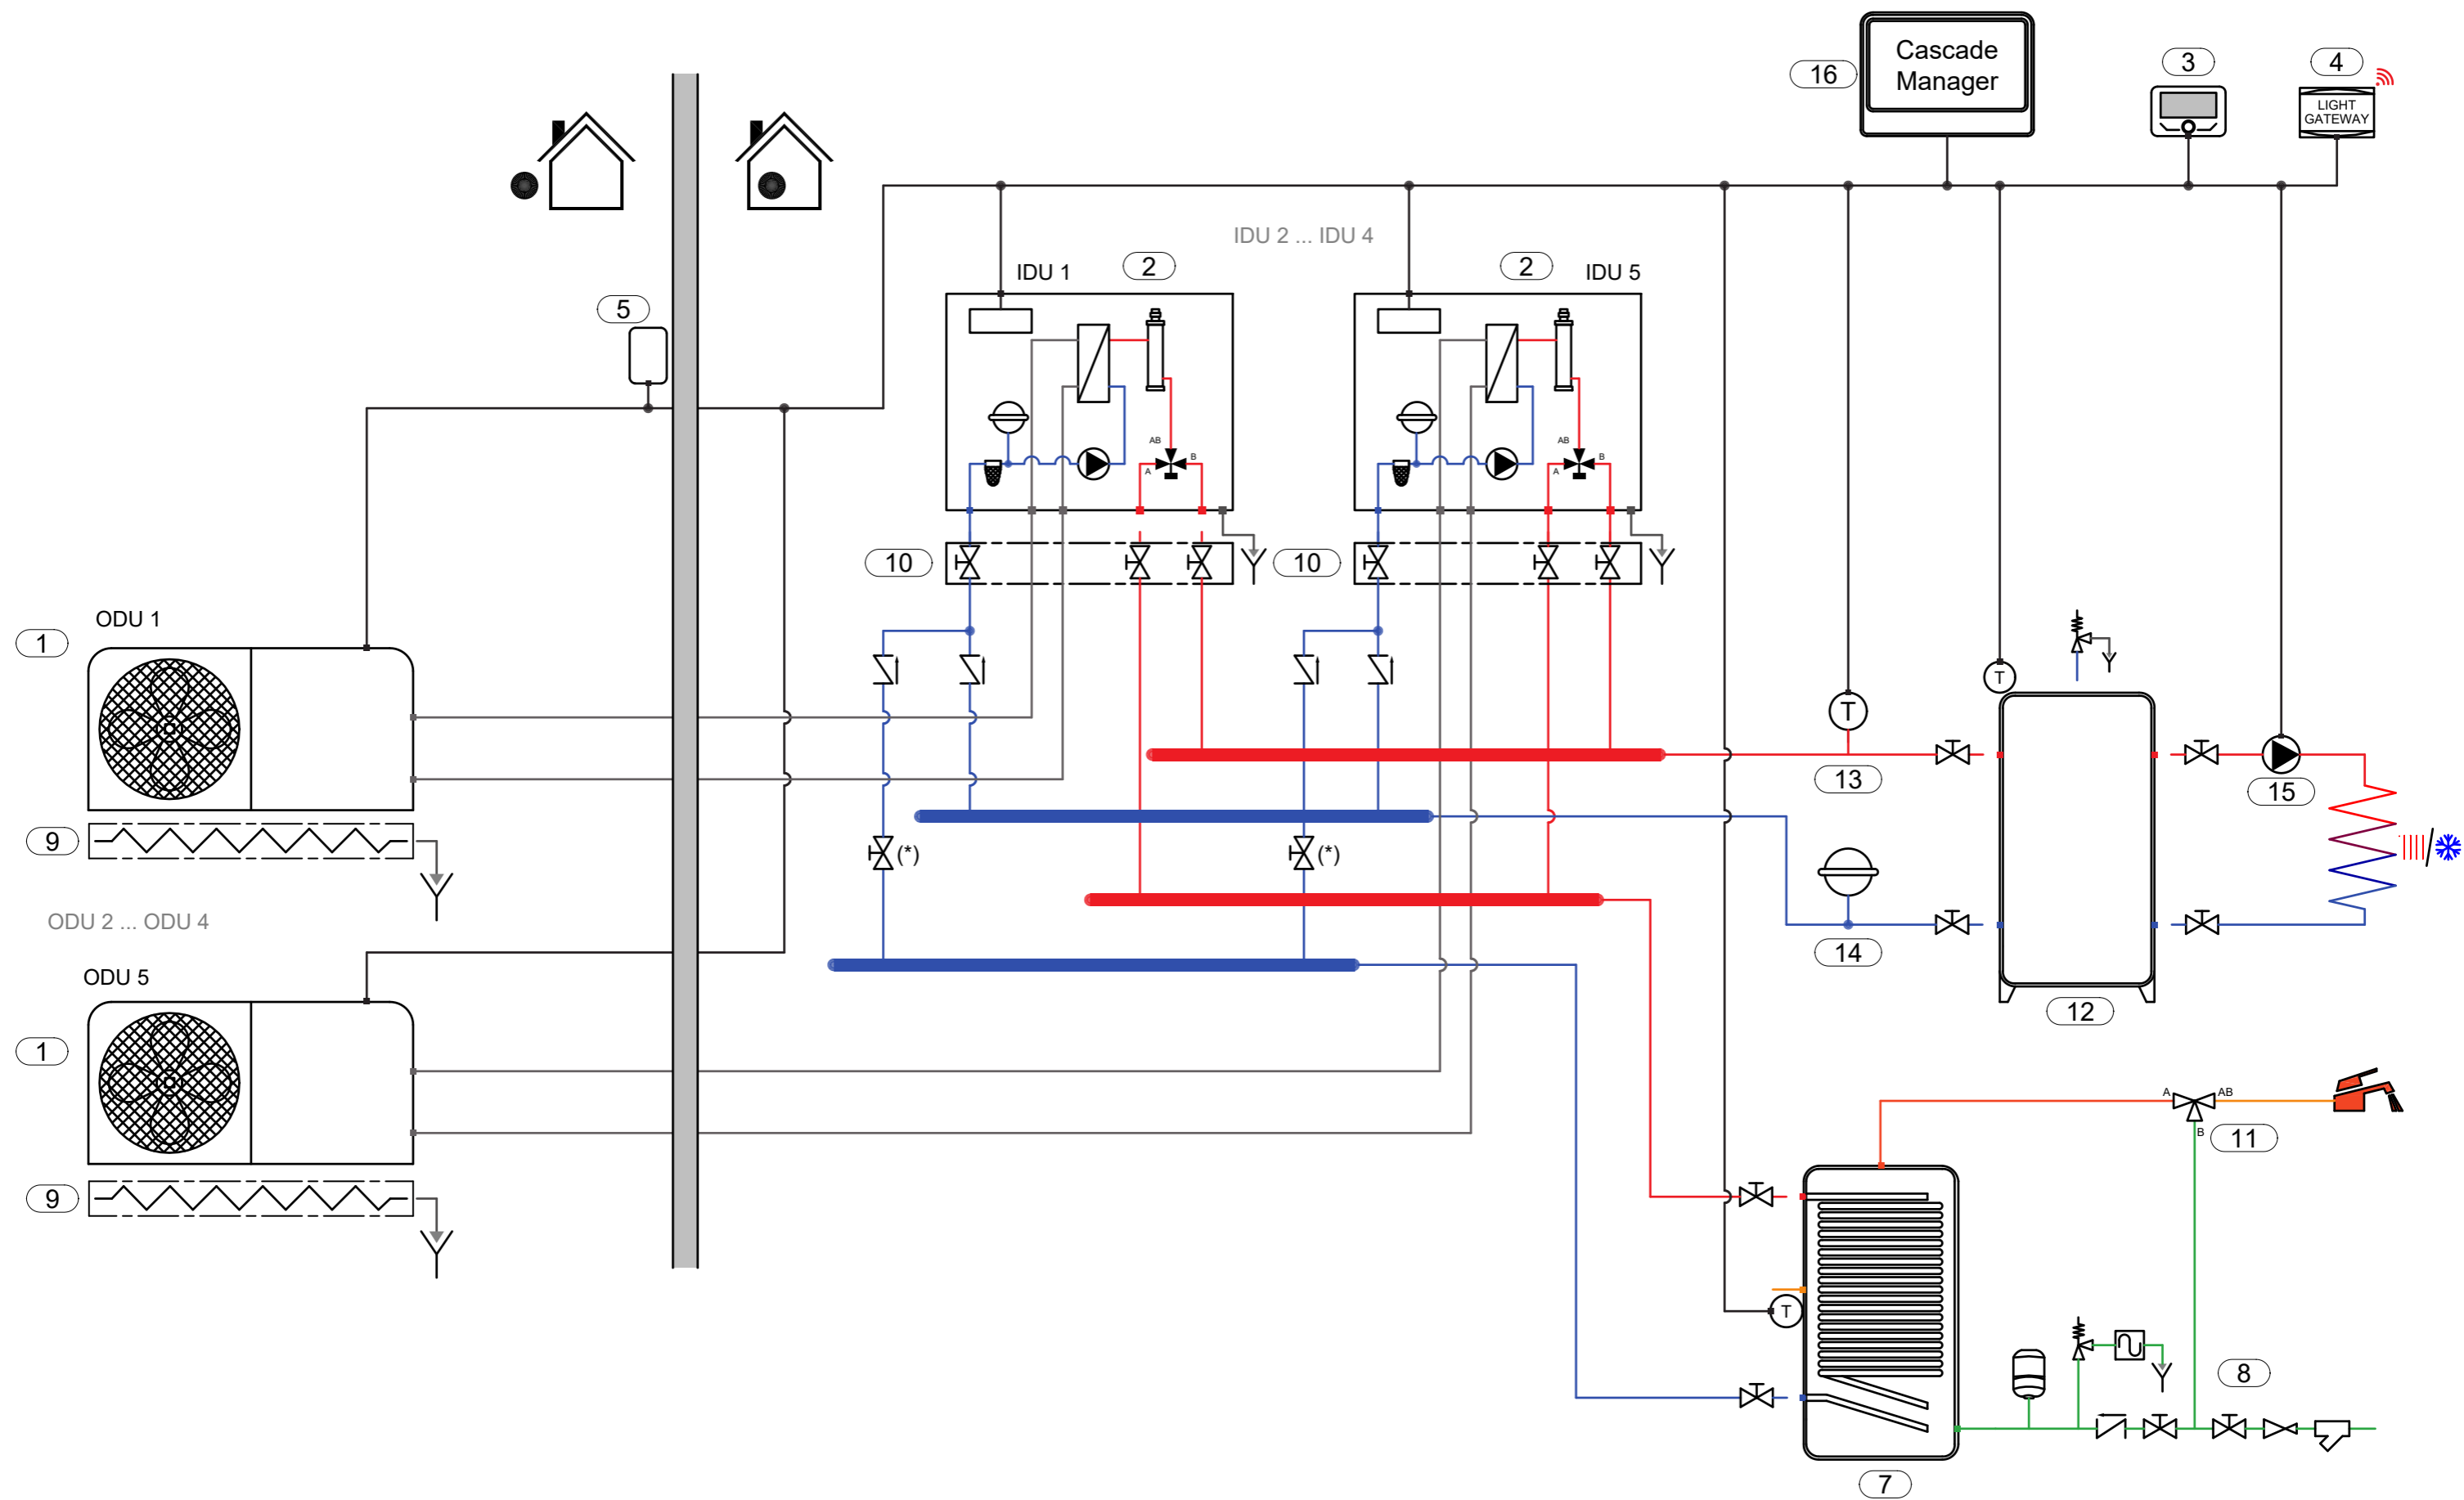 Cascade
Manager
16
3
4
LIGHT
GATEWAY
IDU 2 ... IDU 4
IDU 1
2
2
IDU 5
5
AB
A
B
AB
A
B
10
10
ODU 1
1
T
T
13
15
9
(*)
(*)
ODU 2 ... ODU 4
14
ODU 5
12
1
A
AB
B
11
9
T
8
7